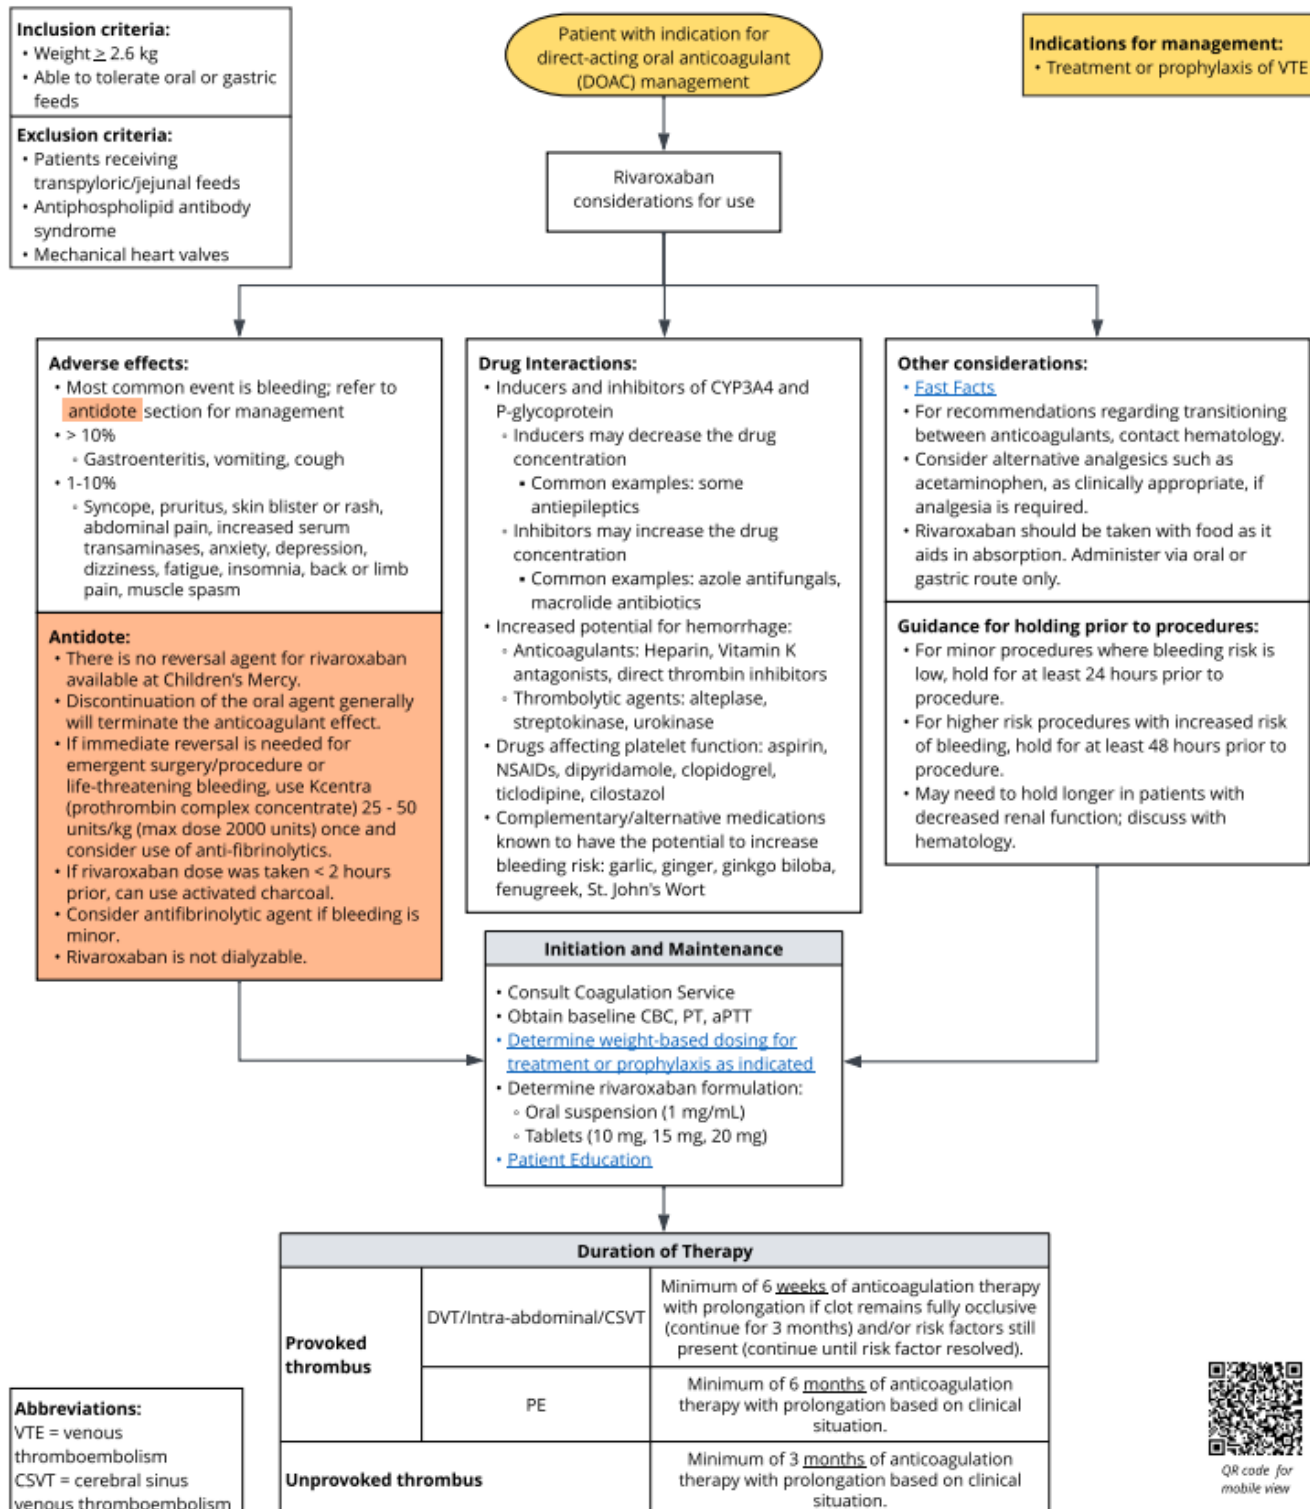 Inclusion criteria:
• Weight ≥ 2.6 kg
• Able to tolerate oral or gastric
feeds
Exclusion criteria:
• Patients receiving
transpyloric/jejunal feeds
• Antiphospholipid antibody
syndrome
• Mechanical heart valves
Patient with indication for
direct-acting oral anticoagulant
(DOAC) management
Indications for management:
• Treatment or prophylaxis of VTE
Rivaroxaban
considerations for use
Adverse effects:
• Most common event is bleeding; refer to
antidote section for management
• > 10%
◦ Gastroenteritis, vomiting, cough
• 1-10%
◦ Syncope, pruritus, skin blister or rash,
abdominal pain, increased serum
transaminases, anxiety, depression,
dizziness, fatigue, insomnia, back or limb
pain, muscle spasm
Antidote:
• There is no reversal agent for rivaroxaban
available at Children's Mercy.
• Discontinuation of the oral agent generally
will terminate the anticoagulant effect.
• If immediate reversal is needed for
emergent surgery/procedure or
life-threatening bleeding, use Kcentra
(prothrombin complex concentrate) 25 - 50
units/kg (max dose 2000 units) once and
consider use of anti-fibrinolytics.
• If rivaroxaban dose was taken < 2 hours
prior, can use activated charcoal.
• Consider antifibrinolytic agent if bleeding is
minor.
• Rivaroxaban is not dialyzable.
Drug Interactions:
• Inducers and inhibitors of CYP3A4 and
P-glycoprotein
◦ Inducers may decrease the drug
concentration
▪ Common examples: some
antiepileptics
◦ Inhibitors may increase the drug
concentration
▪ Common examples: azole antifungals,
macrolide antibiotics
• Increased potential for hemorrhage:
◦ Anticoagulants: Heparin, Vitamin K
antagonists, direct thrombin inhibitors
◦ Thrombolytic agents: alteplase,
streptokinase, urokinase
• Drugs affecting platelet function: aspirin,
NSAIDs, dipyridamole, clopidogrel,
ticlodipine, cilostazol
• Complementary/alternative medications
known to have the potential to increase
bleeding risk: garlic, ginger, ginkgo biloba,
fenugreek, St. John's Wort
Other considerations:
• Fast Facts
• For recommendations regarding transitioning
between anticoagulants, contact hematology.
• Consider alternative analgesics such as
acetaminophen, as clinically appropriate, if
analgesia is required.
• Rivaroxaban should be taken with food as it
aids in absorption. Administer via oral or
gastric route only.
Guidance for holding prior to procedures:
• For minor procedures where bleeding risk is
low, hold for at least 24 hours prior to
procedure.
• For higher risk procedures with increased risk
of bleeding, hold for at least 48 hours prior to
procedure.
• May need to hold longer in patients with
decreased renal function; discuss with
hematology.
Initiation and Maintenance
• Consult Coagulation Service
• Obtain baseline CBC, PT, aPTT
• Determine weight-based dosing for
treatment or prophylaxis as indicated
• Determine rivaroxaban formulation:
◦ Oral suspension (1 mg/mL)
◦ Tablets (10 mg, 15 mg, 20 mg)
• Patient Education
Duration of Therapy
Provoked
thrombus
DVT/Intra-abdominal/CSVT
Minimum of 6 weeks of anticoagulation therapy
with prolongation if clot remains fully occlusive
(continue for 3 months) and/or risk factors still
present (continue until risk factor resolved).
PE
Minimum of 6 months of anticoagulation
therapy with prolongation based on clinical
situation.
Unprovoked thrombus
Minimum of 3 months of anticoagulation
therapy with prolongation based on clinical
situation.
Abbreviations:
VTE = venous
thromboembolism
CSVT = cerebral sinus
venous thromboembolism
QR code for
mobile view